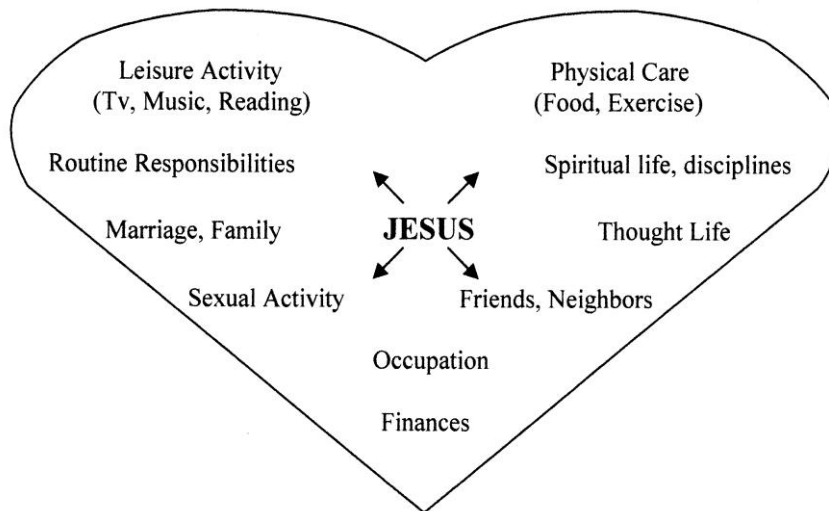 Leisure Activity
(Tv, Music, Reading)
Physical Care
(Food, Exercise)
Routine Responsibilities
Spiritual life, disciplines
Marriage, Family
JESUS
Thought Life
Sexual Activity
Friends, Neighbors
Occupation
Finances